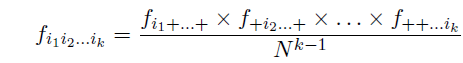 f_{i_1 i_2 \ldots i_k} = \frac{f_{i_1 + \ldots +} \times f_{+ i_2 \ldots +} \times \ldots \times f_{+ + \ldots i_k}}{N^{k-1}}